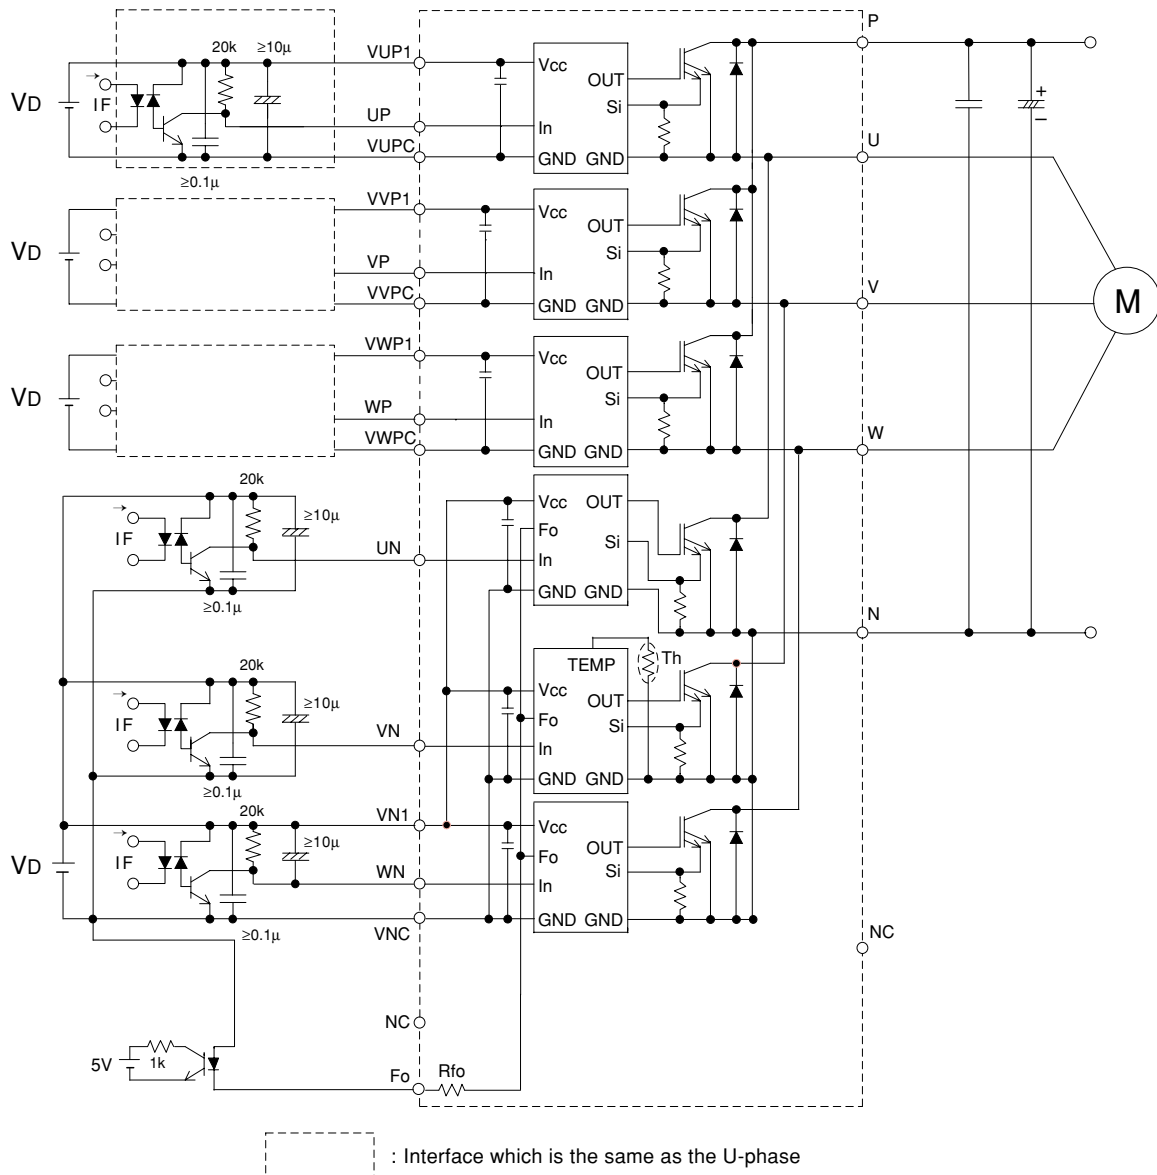 P
20k ≥10µ VUP1
VD IF
Vcc
OUT
Si
UP In
VUPC GND GND U
+
–
≥0.1µ
VVP1 Vcc
VD OUT
Si
VP In
VVPC GND GND V
M
VWP1 Vcc
VD OUT
Si
WP In
VWPC GND GND W
20k
≥10µ
IF
Vcc OUT
Fo
Si
UN In
GND GND
≥0.1µ
N
Th
TEMP
20k
≥10µ
IF
Vcc
OUT
Fo
Si
VN In
GND GND
≥0.1µ
20k
VN1 Vcc
≥10µ
VD IF
OUT
Fo
Si
WN In
VNC GND GND
≥0.1µ
NC
NC
5V 1k
Fo Rfo
: Interface which is the same as the U-phase